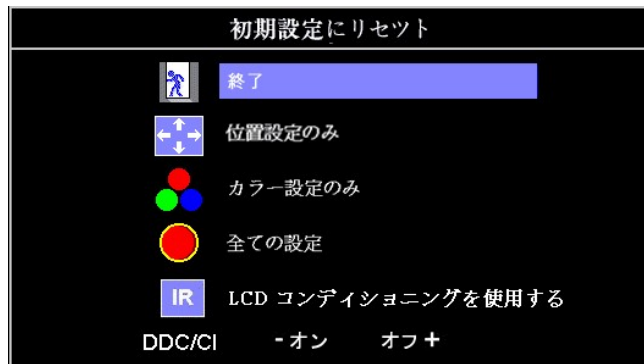 初期設定にリセツト
終了
位置設定のみ
カラー設定のみ
全ての設定
IR LCD コンディショニングを使用する
DDC/CI - オン オフ +